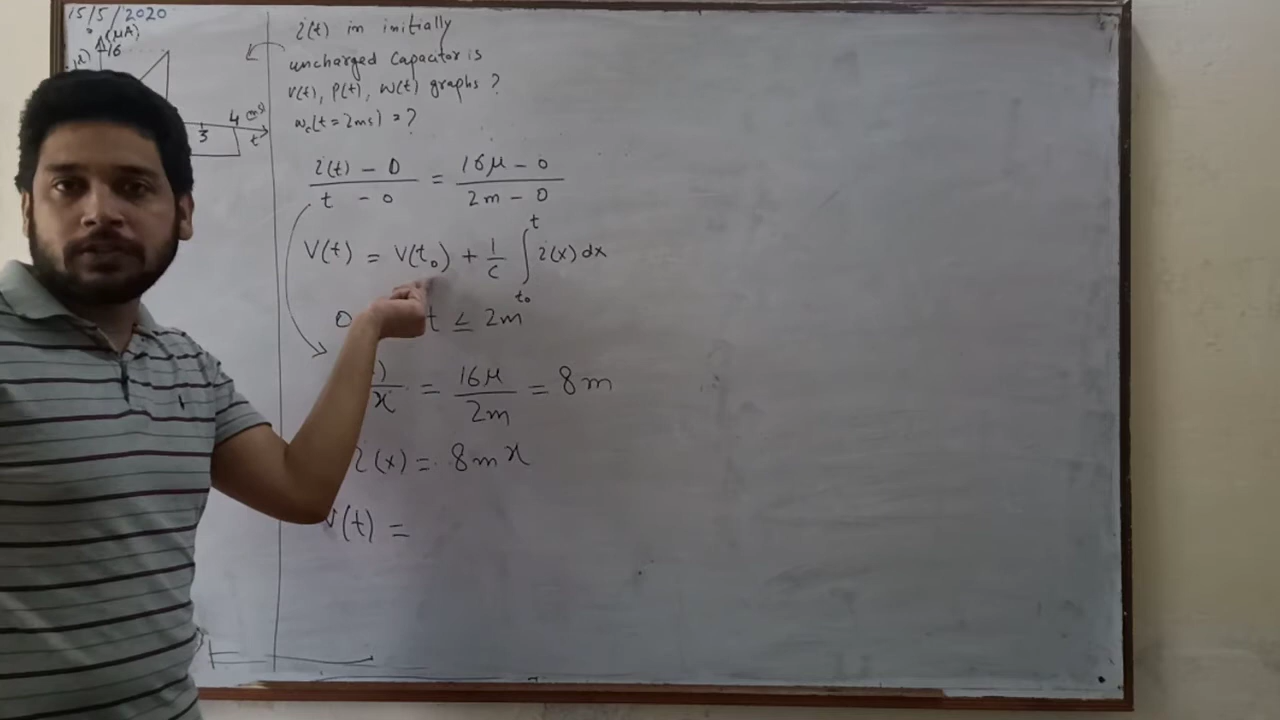 15/5/2020
(μA)
16
3
4 (ms)
t
i(t) in initially
uncharged capacitor is
v(t), p(t), w(t) graphs ?
w_c(t=2ms) = ?
i(t) - 0 / t - 0 = 16μ - 0 / 2m - 0
V(t) = V(t₀) + 1/C ∫_{t₀}^{t} i(x) dx
0 t ≤ 2m
) / x = 16μ / 2m = 8m
i(x) = 8m x
V(t) =